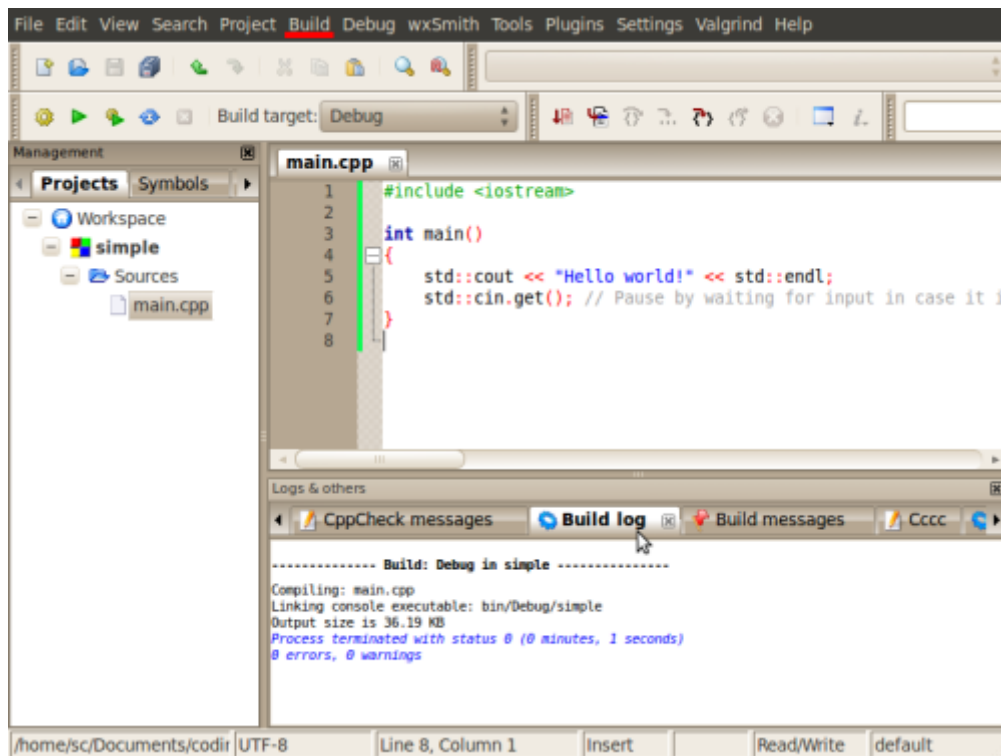 File Edit View Search Project Build Debug wxSmith Tools Plugins Settings Valgrind Help
Build target: Debug
Management
Projects Symbols
Workspace
simple
Sources
main.cpp
main.cpp
1 #include <iostream>
2
3 int main()
4 {
5 std::cout << "Hello world!" << std::endl;
6 std::cin.get(); // Pause by waiting for input in case it
7 }
8
Logs & others
CppCheck messages Build log Build messages Cccc
-------------- Build: Debug in simple ---------------
Compiling: main.cpp
Linking console executable: bin/Debug/simple
Output size is 36.19 KB
Process terminated with status 0 (0 minutes, 1 seconds)
0 errors, 0 warnings
/home/sc/Documents/codin UTF-8 Line 8, Column 1 Insert Read/Write default